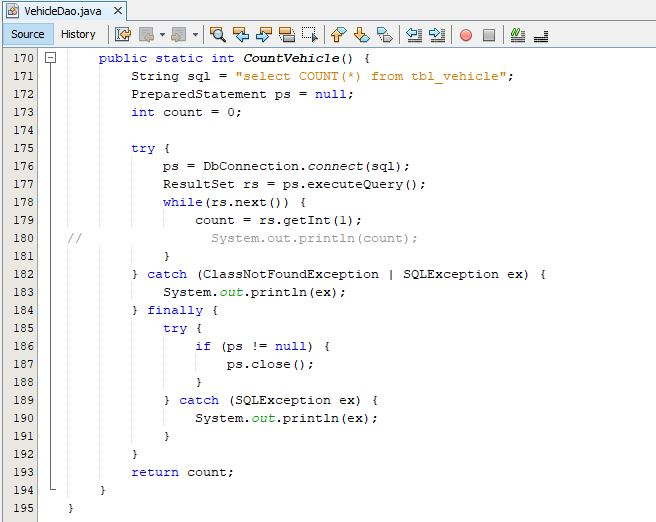 VehicleDao.java
Source History
170 public static int CountVehicle() {
171 String sql = "select COUNT(*) from tbl_vehicle";
172 PreparedStatement ps = null;
173 int count = 0;
174
175 try {
176 ps = DbConnection.connect(sql);
177 ResultSet rs = ps.executeQuery();
178 while(rs.next()) {
179 count = rs.getInt(1);
180 // System.out.println(count);
181 }
182 } catch (ClassNotFoundException | SQLException ex) {
183 System.out.println(ex);
184 } finally {
185 try {
186 if (ps != null) {
187 ps.close();
188 }
189 } catch (SQLException ex) {
190 System.out.println(ex);
191 }
192 }
193 return count;
194 }
195 }